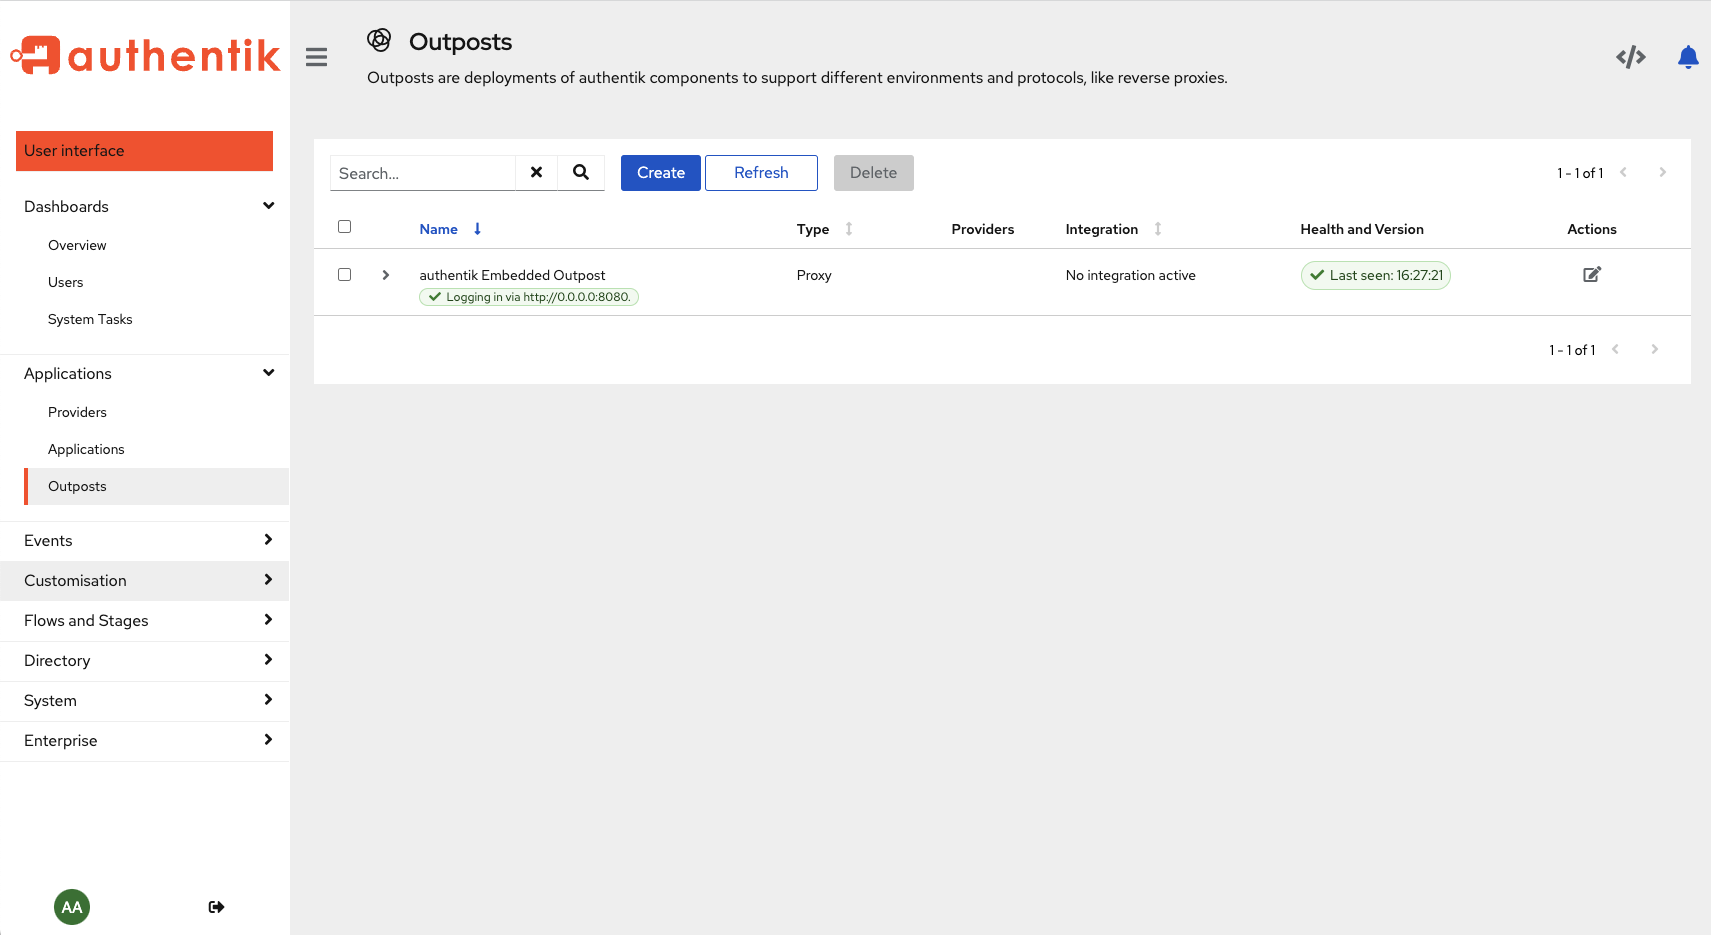 authentik
User interface
Dashboards
Overview
Users
System Tasks
Applications
Providers
Applications
Outposts
Events
Customisation
Flows and Stages
Directory
System
Enterprise
AA
Outposts
Outposts are deployments of authentik components to support different environments and protocols, like reverse proxies.
Search... Create Refresh Delete 1 - 1 of 1
Name Type Providers Integration Health and Version Actions
authentik Embedded Outpost Proxy No integration active Last seen: 16:27:21
Logging in via http://0.0.0.0:8080.
1 - 1 of 1